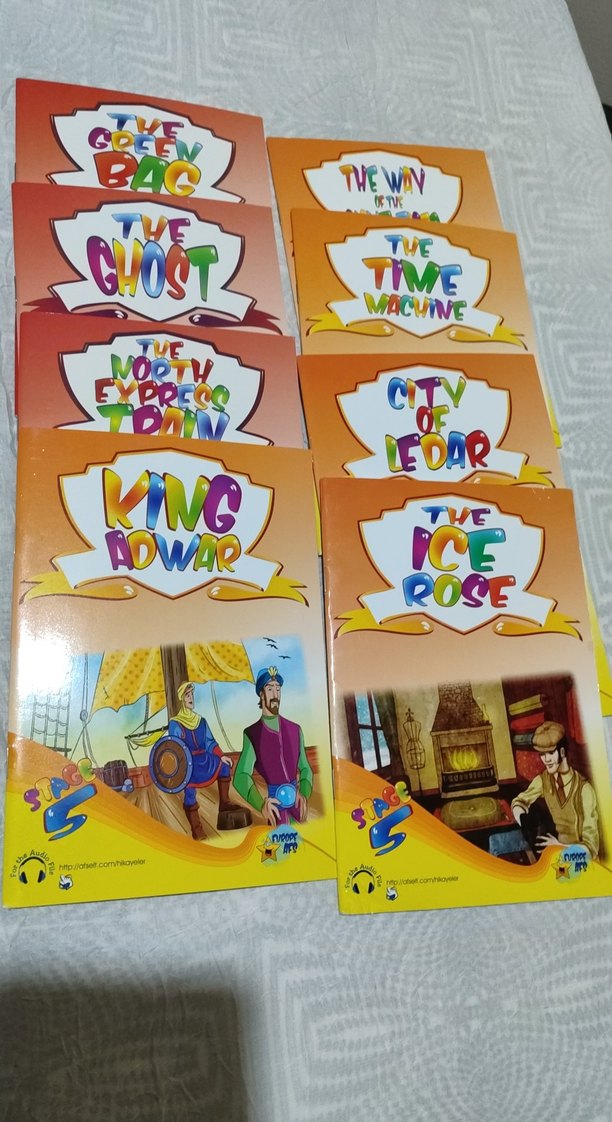 THE
GREEN
BAG
THE
GHOST
THE
NORTH
EXPRESS
TRAIN
KING
ADWAR
STAGE
5
For the Audio File
http://afself.com/hikayeler
EUROPE
AFS
THE WAY
OF THE
THE
TIME
MACHINE
CITY
OF
LEDAR
THE
ICE
ROSE
STAGE
5
For the Audio File
http://afself.com/hikayeler
EUROPE
AFS